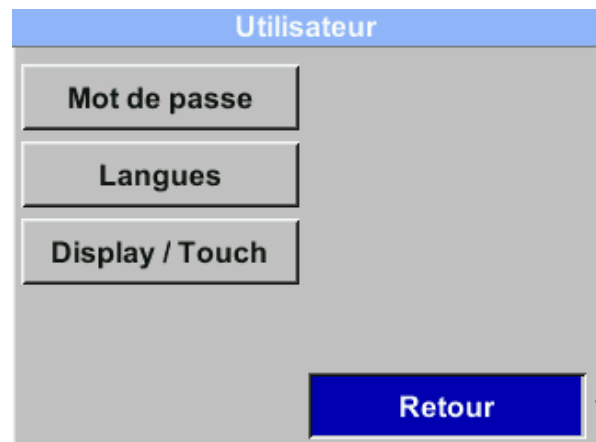 Utilisateur
Mot de passe
Langues
Display / Touch
Retour